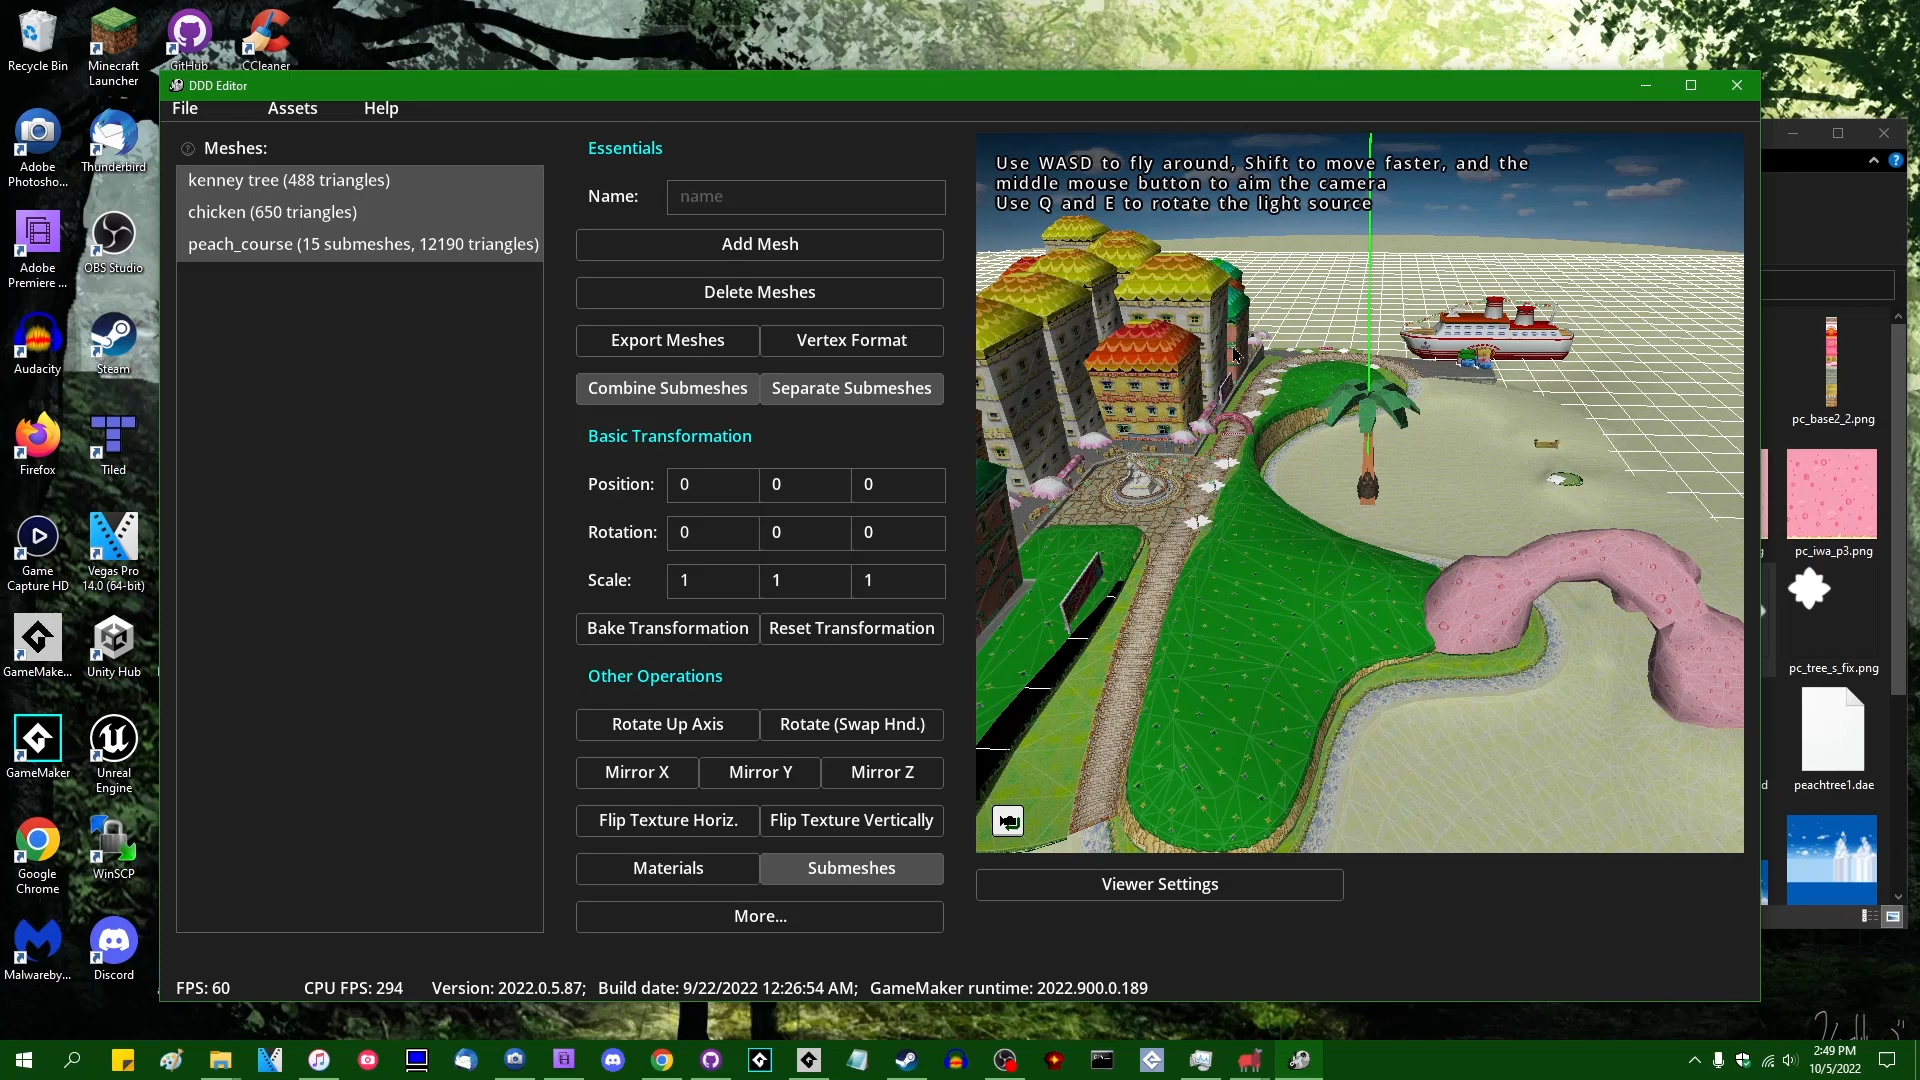 Recycle Bin
Minecraft
Launcher
GitHub
CCleaner
Adobe
Photosho...
Thunderbird
Adobe
Premiere ...
OBS Studio
Audacity
Steam
Firefox
Tiled
Game
Capture HD
Vegas Pro
14.0 (64-bit)
GameMake...
Unity Hub
GameMaker
Unreal
Engine
Google
Chrome
WinSCP
Malwareby...
Discord
DDD Editor
File
Assets
Help
Meshes:
kenney tree (488 triangles)
chicken (650 triangles)
peach_course (15 submeshes, 12190 triangles)
Essentials
Name:
name
Add Mesh
Delete Meshes
Export Meshes
Vertex Format
Combine Submeshes
Separate Submeshes
Basic Transformation
Position:
0
0
0
Rotation:
0
0
0
Scale:
1
1
1
Bake Transformation
Reset Transformation
Other Operations
Rotate Up Axis
Rotate (Swap Hnd.)
Mirror X
Mirror Y
Mirror Z
Flip Texture Horiz.
Flip Texture Vertically
Materials
Submeshes
More...
Use WASD to fly around, Shift to move faster, and the
middle mouse button to aim the camera
Use Q and E to rotate the light source
Viewer Settings
FPS: 60
CPU FPS: 294
Version: 2022.0.5.87;
Build date: 9/22/2022 12:26:54 AM;
GameMaker runtime: 2022.900.0.189
pc_base2_2.png
pc_iwa_p3.png
pc_tree_s_fix.png
peachtree1.dae
2:49 PM
10/5/2022